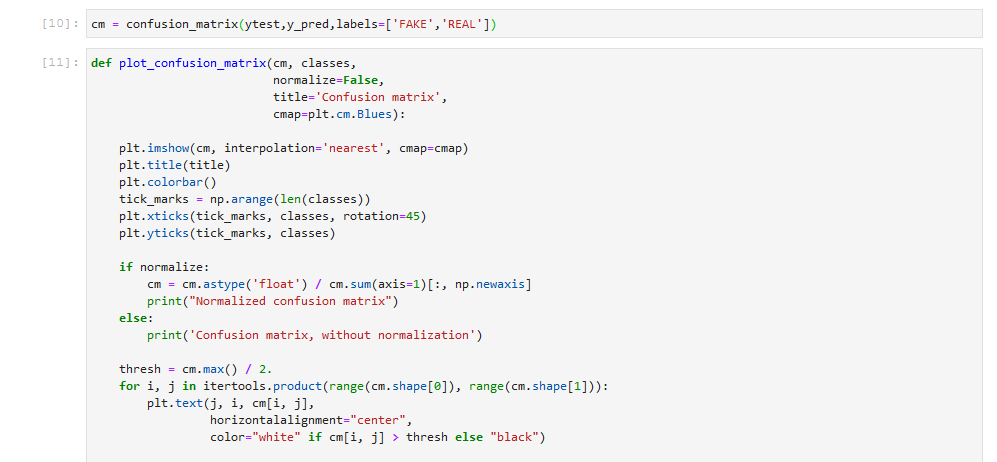 [10]: cm = confusion_matrix(ytest,y_pred,labels=['FAKE','REAL'])
[11]: def plot_confusion_matrix(cm, classes,
                          normalize=False,
                          title='Confusion matrix',
                          cmap=plt.cm.Blues):

    plt.imshow(cm, interpolation='nearest', cmap=cmap)
    plt.title(title)
    plt.colorbar()
    tick_marks = np.arange(len(classes))
    plt.xticks(tick_marks, classes, rotation=45)
    plt.yticks(tick_marks, classes)

    if normalize:
        cm = cm.astype('float') / cm.sum(axis=1)[:, np.newaxis]
        print("Normalized confusion matrix")
    else:
        print('Confusion matrix, without normalization')

    thresh = cm.max() / 2.
    for i, j in itertools.product(range(cm.shape[0]), range(cm.shape[1])):
        plt.text(j, i, cm[i, j],
                 horizontalalignment="center",
                 color="white" if cm[i, j] > thresh else "black")